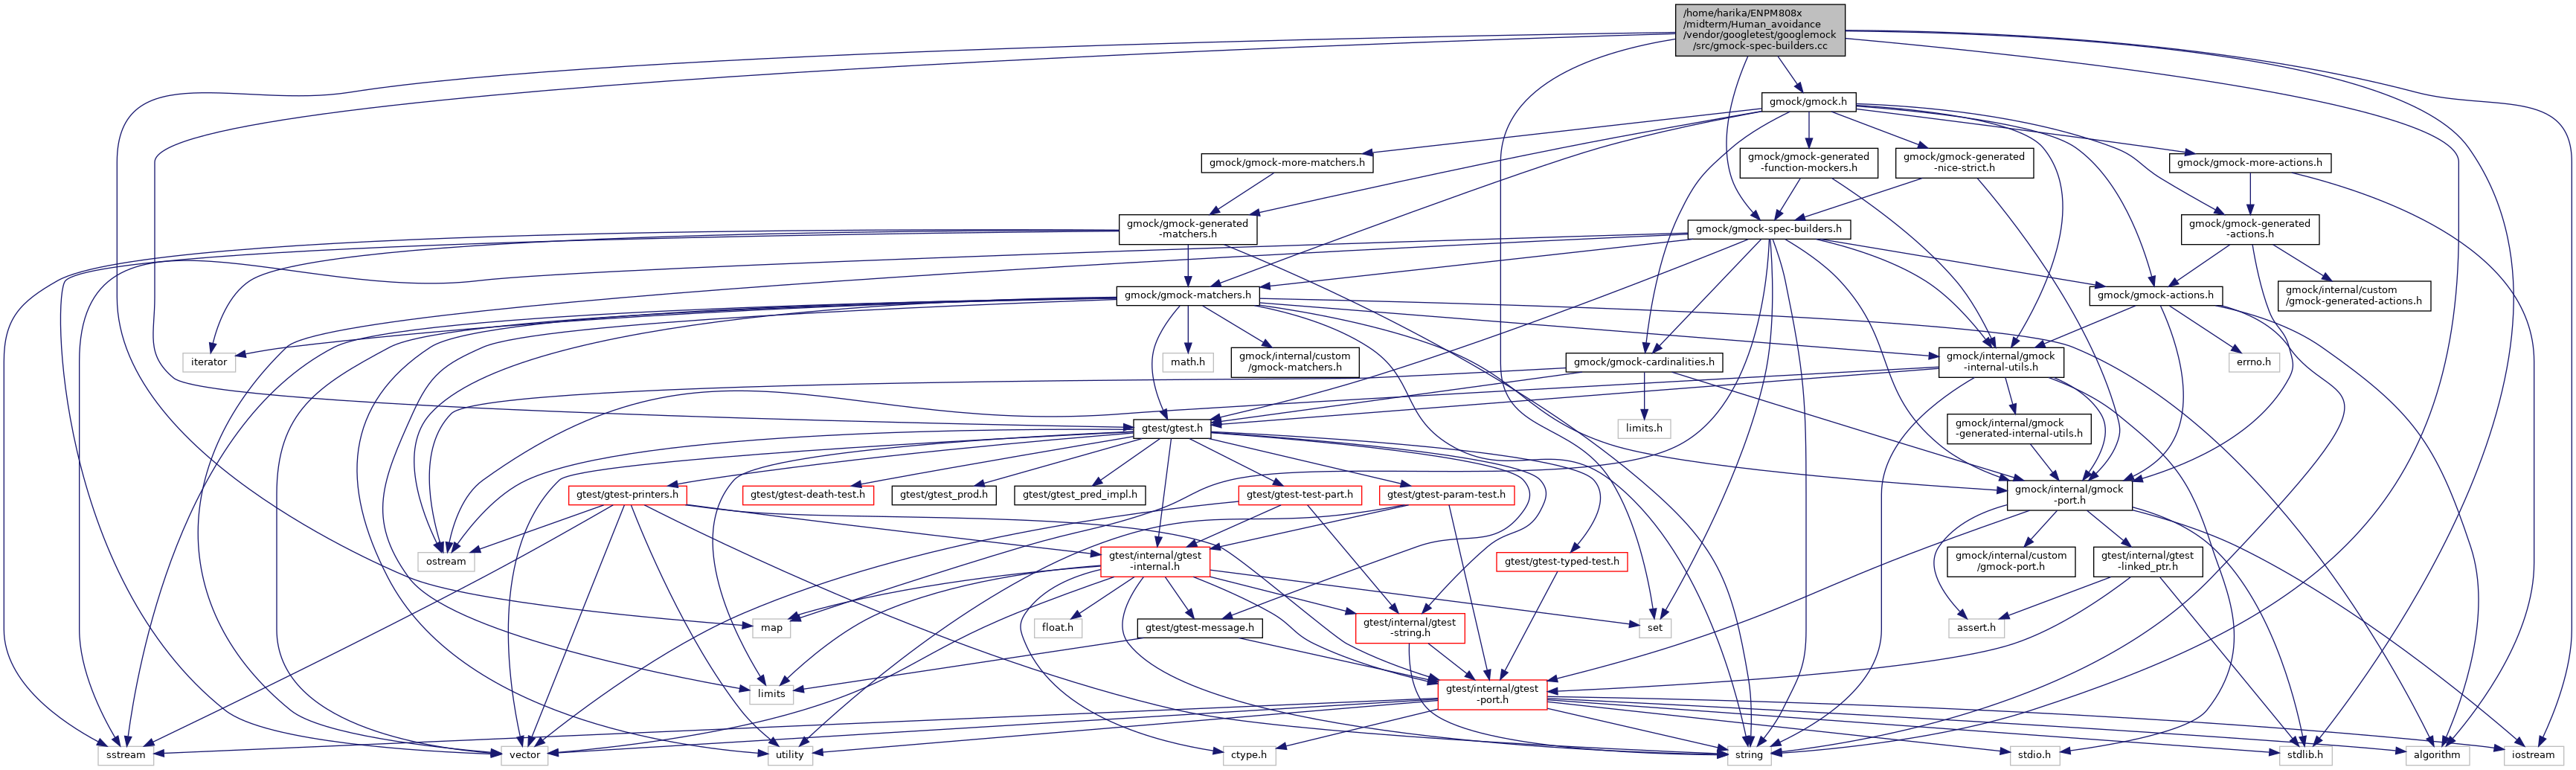 /home/harika/ENPM808x
/midterm/Human_avoidance
/vendor/googletest/googlemock
/src/gmock-spec-builders.cc
gmock/gmock.h
gmock/gmock-more-matchers.h
gmock/gmock-generated
-function-mockers.h
gmock/gmock-generated
-nice-strict.h
gmock/gmock-more-actions.h
gmock/gmock-generated
-matchers.h
gmock/gmock-spec-builders.h
gmock/gmock-generated
-actions.h
gmock/gmock-matchers.h
gmock/gmock-actions.h
gmock/internal/custom
/gmock-generated-actions.h
iterator
math.h
gmock/internal/custom
/gmock-matchers.h
gmock/gmock-cardinalities.h
gmock/internal/gmock
-internal-utils.h
errno.h
gtest/gtest.h
limits.h
gmock/internal/gmock
-generated-internal-utils.h
gtest/gtest-printers.h
gtest/gtest-death-test.h
gtest/gtest_prod.h
gtest/gtest_pred_impl.h
gtest/gtest-test-part.h
gtest/gtest-param-test.h
gmock/internal/gmock
-port.h
ostream
gtest/internal/gtest
-internal.h
gtest/gtest-typed-test.h
gmock/internal/custom
/gmock-port.h
gtest/internal/gtest
-linked_ptr.h
map
float.h
gtest/gtest-message.h
gtest/internal/gtest
-string.h
set
assert.h
limits
gtest/internal/gtest
-port.h
sstream
vector
utility
ctype.h
string
stdio.h
stdlib.h
algorithm
iostream